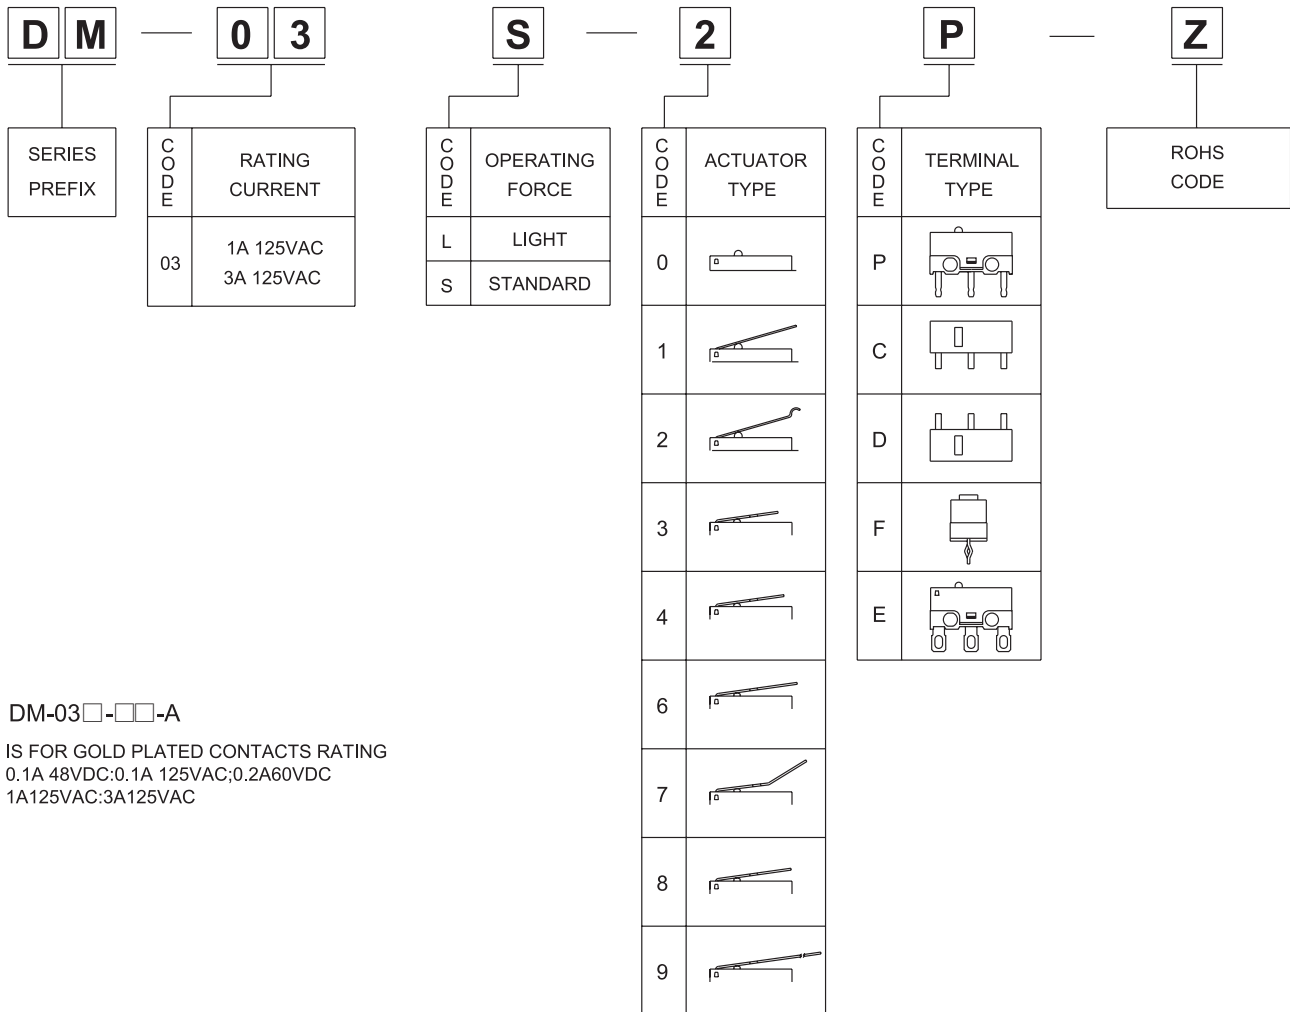 DM — 03 S — 2 P — Z
SERIES
PREFIX
CODE
RATING
CURRENT
03
1A 125VAC
3A 125VAC
CODE
OPERATING
FORCE
L LIGHT
S STANDARD
CODE
ACTUATOR
TYPE
0
1
2
3
4
6
7
8
9
CODE
TERMINAL
TYPE
P
C
D
F
E
ROHS
CODE
DM-03□-□□-A
IS FOR GOLD PLATED CONTACTS RATING
0.1A 48VDC:0.1A 125VAC;0.2A60VDC
1A125VAC:3A125VAC